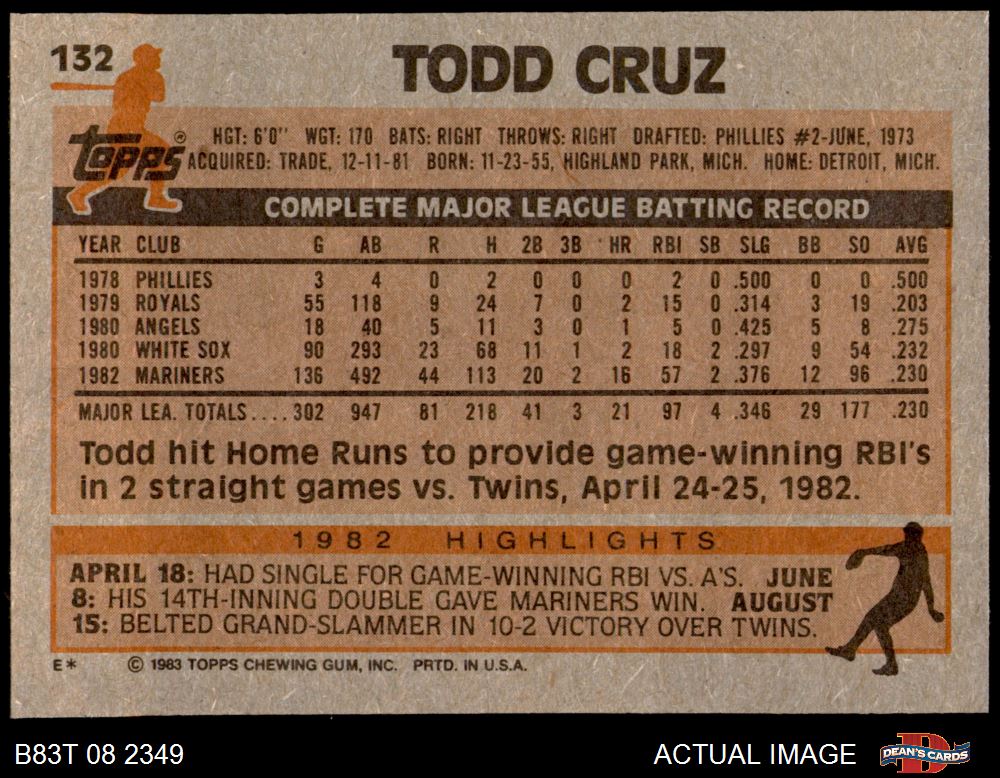 132
TODD CRUZ
Topps®
HGT: 6'0" WGT: 170 BATS: RIGHT THROWS: RIGHT DRAFTED: PHILLIES #2-JUNE, 1973
ACQUIRED: TRADE, 12-11-81 BORN: 11-23-55, HIGHLAND PARK, MICH. HOME: DETROIT, MICH.
COMPLETE MAJOR LEAGUE BATTING RECORD
YEAR CLUB G AB R H 2B 3B HR RBI SB SLG BB SO AVG
1978 PHILLIES 3 4 0 2 0 0 0 2 0 .500 0 0 .500
1979 ROYALS 55 118 9 24 7 0 2 15 0 .314 3 19 .203
1980 ANGELS 18 40 5 11 3 0 1 5 0 .425 5 8 .275
1980 WHITE SOX 90 293 23 68 11 1 2 18 2 .297 9 54 .232
1982 MARINERS 136 492 44 113 20 2 16 57 2 .376 12 96 .230
MAJOR LEA. TOTALS....302 947 81 218 41 3 21 97 4 .346 29 177 .230
Todd hit Home Runs to provide game-winning RBI's
in 2 straight games vs. Twins, April 24-25, 1982.
1982 HIGHLIGHTS
APRIL 18: HAD SINGLE FOR GAME-WINNING RBI VS. A'S. JUNE
8: HIS 14TH-INNING DOUBLE GAVE MARINERS WIN. AUGUST
15: BELTED GRAND-SLAMMER IN 10-2 VICTORY OVER TWINS.
E* © 1983 TOPPS CHEWING GUM, INC. PRTD. IN U.S.A.
B83T 08 2349 ACTUAL IMAGE DEAN'S CARDS